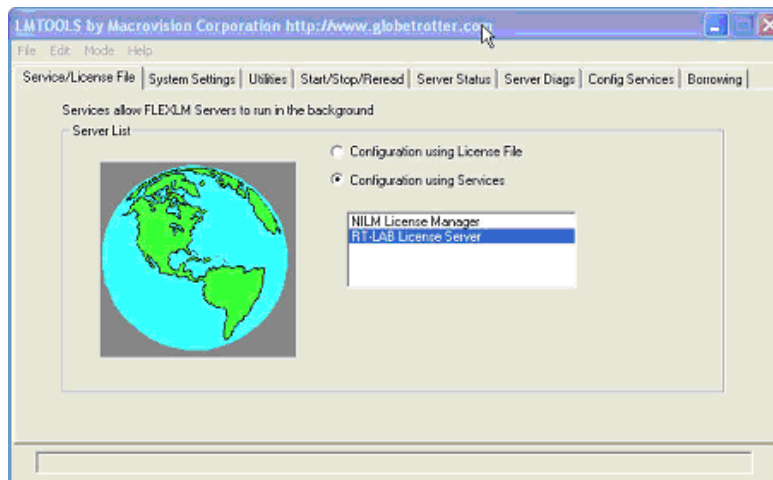 LMTOOLS by Macrovision Corporation http://www.globetrotter.com
File Edit Mode Help
Service/License File System Settings Utilities Start/Stop/Reread Server Status Server Diags Config Services Borrowing
Services allow FLEXLM Servers to run in the background
Server List
Configuration using License File
Configuration using Services
NILM License Manager
RT-LAB License Server